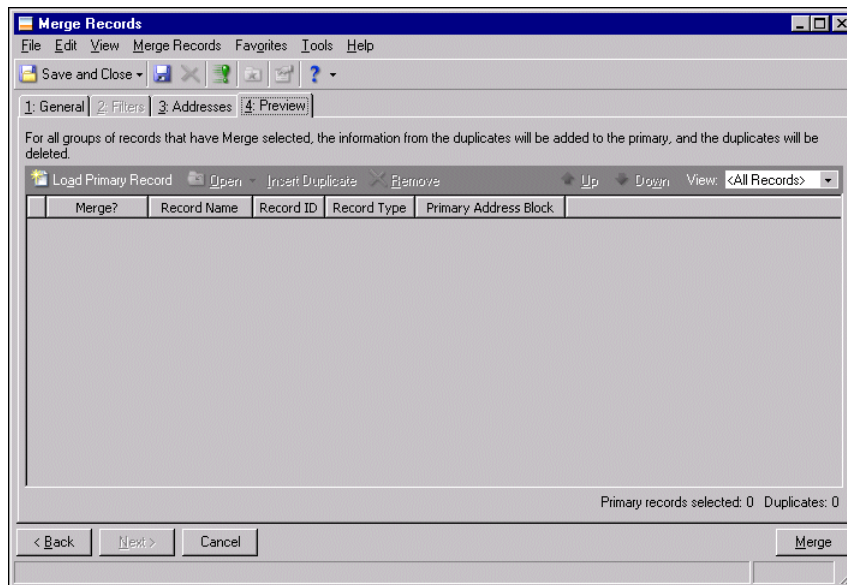 Merge Records
File Edit View Merge Records Favorites Tools Help
Save and Close ?
1: General 2: Filters 3: Addresses 4: Preview
For all groups of records that have Merge selected, the information from the duplicates will be added to the primary, and the duplicates will be
deleted.
Load Primary Record Open Insert Duplicate Remove Up Down View: <All Records>
Merge? Record Name Record ID Record Type Primary Address Block
Primary records selected: 0 Duplicates: 0
< Back Next > Cancel Merge